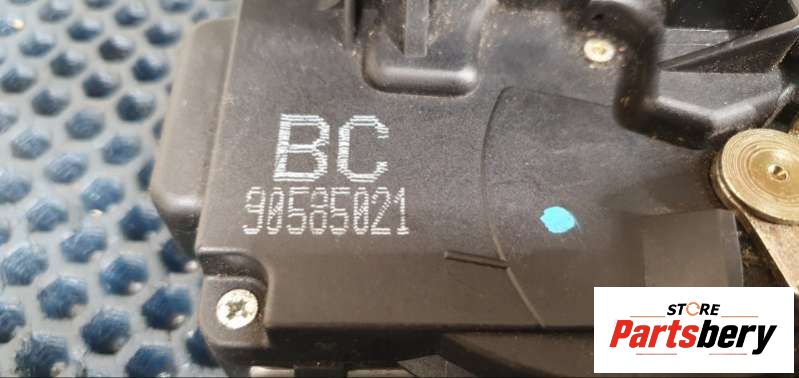 BC
90585021
STORE
Partsbery